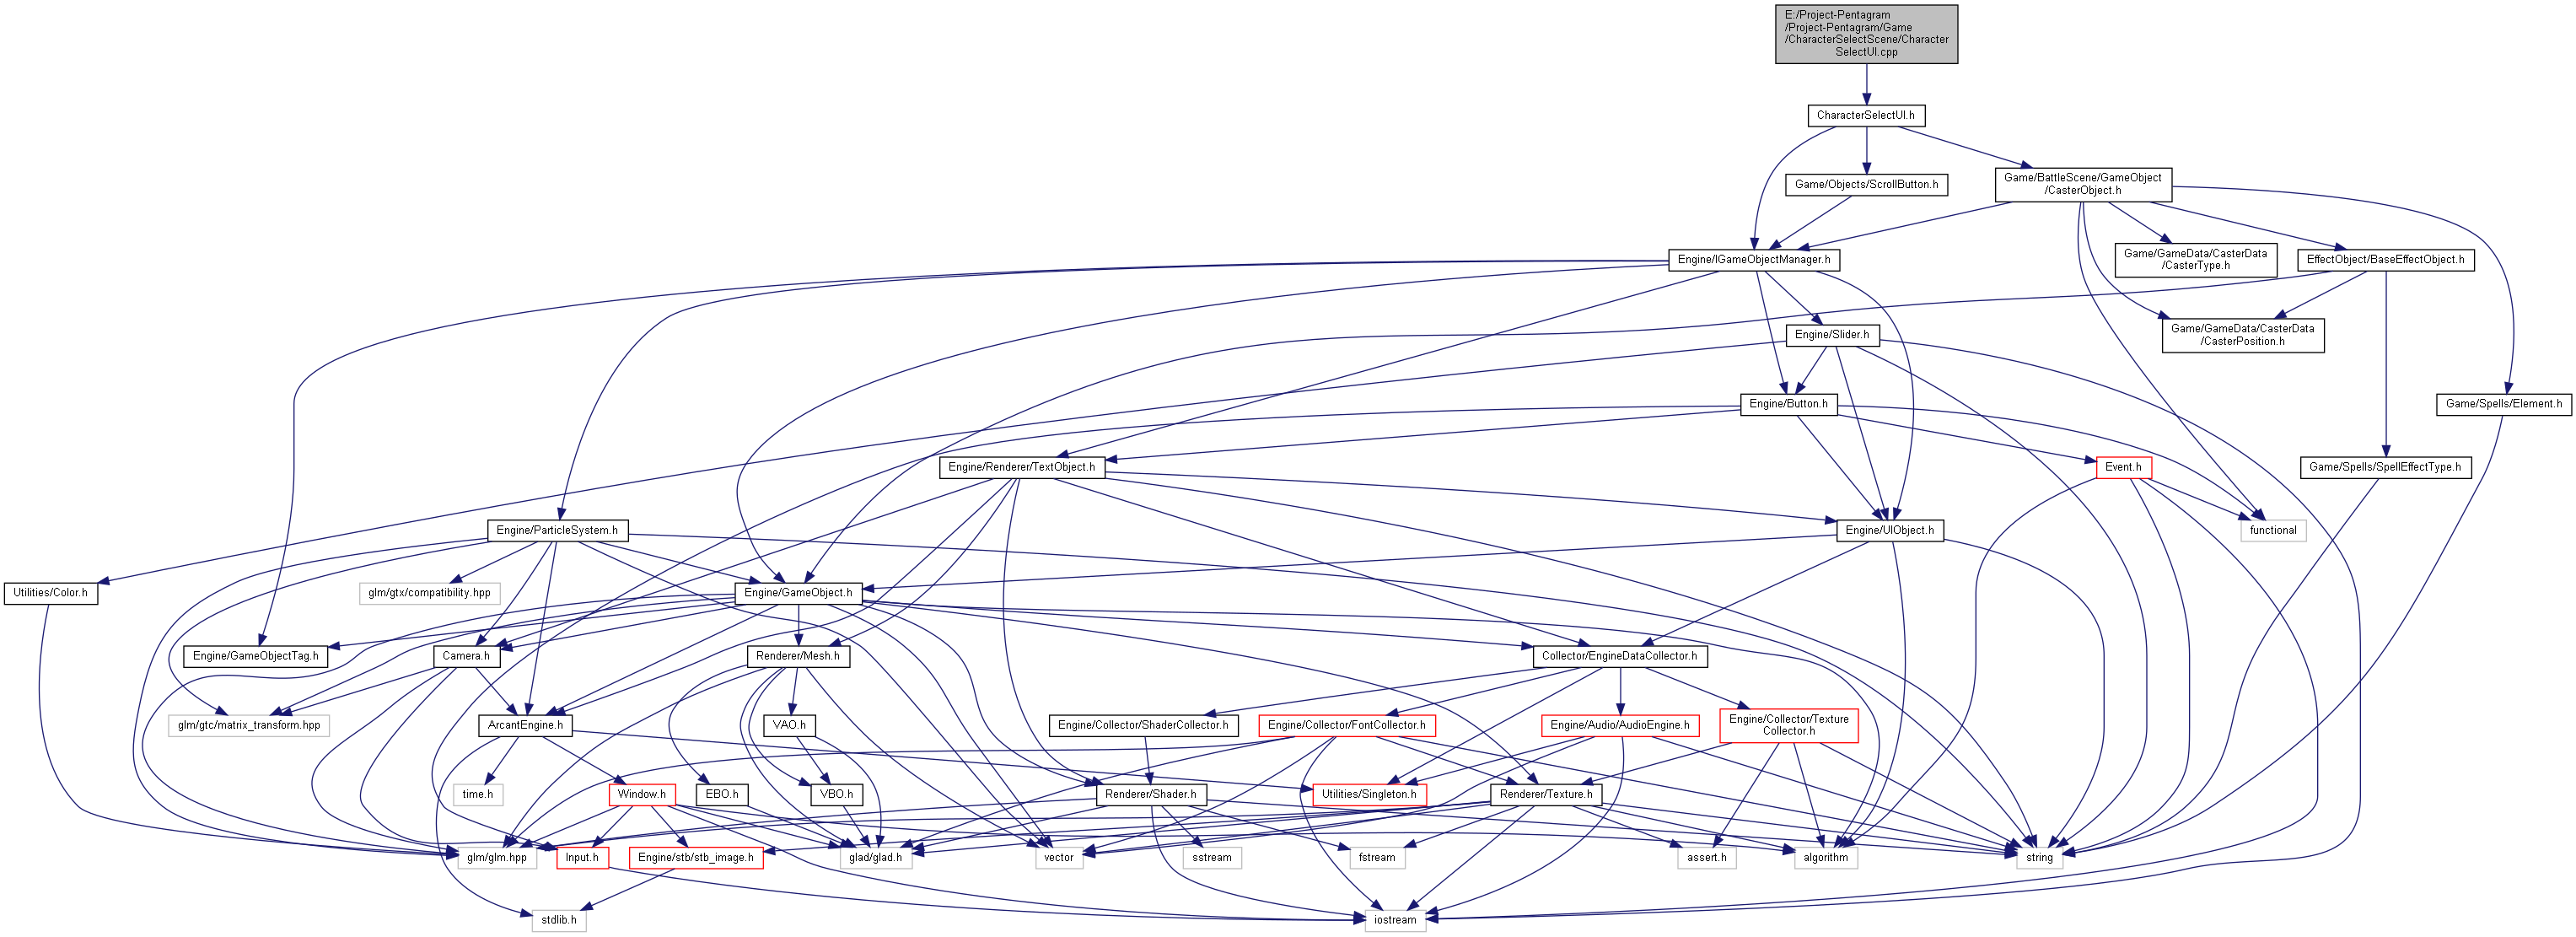 E:/Project-Pentagram
/Project-Pentagram/Game
/CharacterSelectScene/Character
SelectUI.cpp
CharacterSelectUI.h
Game/Objects/ScrollButton.h
Game/BattleScene/GameObject
/CasterObject.h
Engine/IGameObjectManager.h
Game/GameData/CasterData
/CasterType.h
EffectObject/BaseEffectObject.h
Engine/Slider.h
Game/GameData/CasterData
/CasterPosition.h
Engine/Button.h
Game/Spells/Element.h
Engine/Renderer/TextObject.h
Event.h
Game/Spells/SpellEffectType.h
Engine/ParticleSystem.h
Engine/UIObject.h
functional
Utilities/Color.h
glm/gtx/compatibility.hpp
Engine/GameObject.h
Engine/GameObjectTag.h
Camera.h
Renderer/Mesh.h
Collector/EngineDataCollector.h
glm/gtc/matrix_transform.hpp
ArcantEngine.h
VAO.h
Engine/Collector/ShaderCollector.h
Engine/Collector/FontCollector.h
Engine/Audio/AudioEngine.h
Engine/Collector/Texture
Collector.h
time.h
Window.h
EBO.h
VBO.h
Renderer/Shader.h
Utilities/Singleton.h
Renderer/Texture.h
glm/glm.hpp
Input.h
Engine/stb/stb_image.h
glad/glad.h
vector
sstream
fstream
assert.h
algorithm
string
stdlib.h
iostream